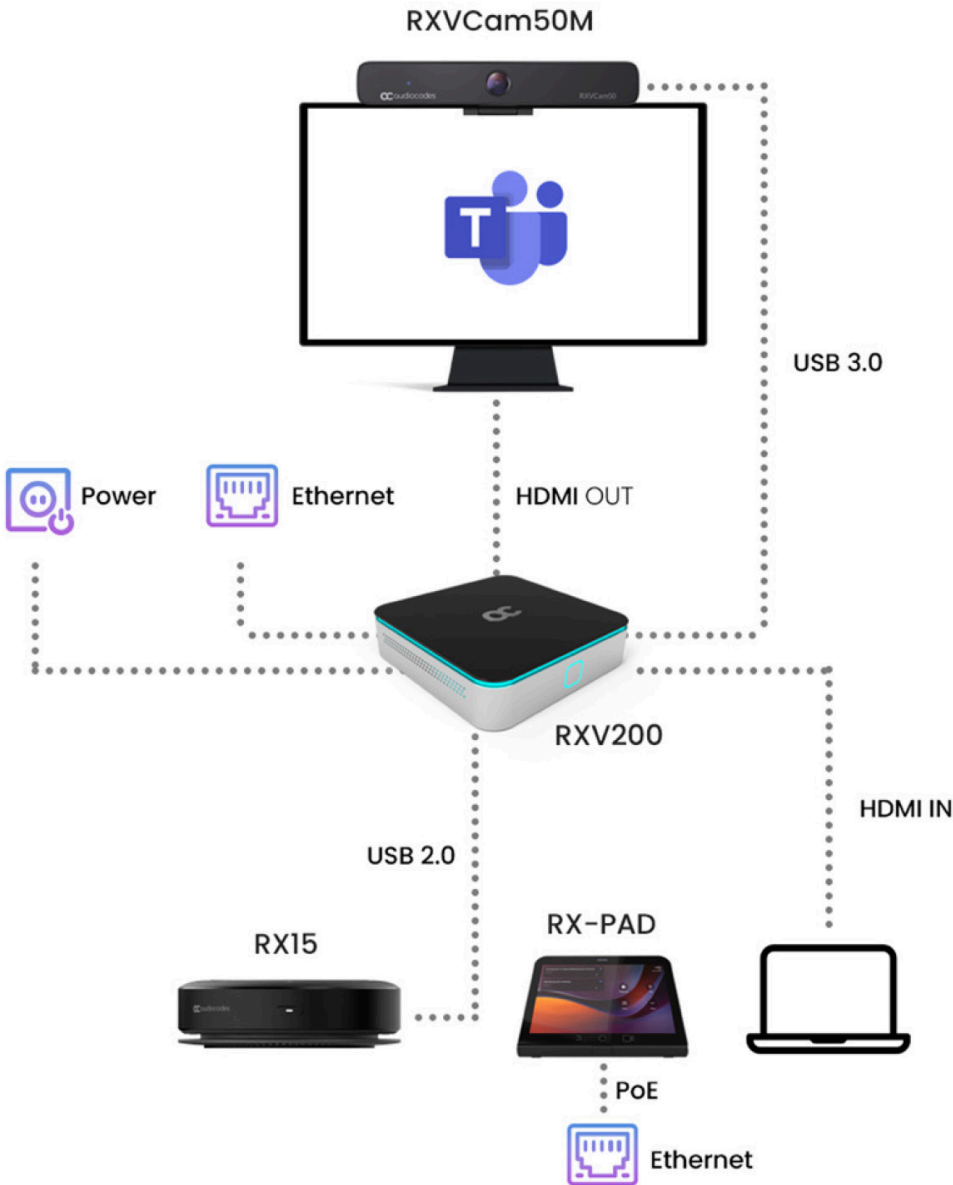 RXVCam50M
audiocodes
RXVCam50
T
USB 3.0
Power
Ethernet
HDMI OUT
RXV200
HDMI IN
USB 2.0
RX15
RX-PAD
audiocodes
PoE
Ethernet